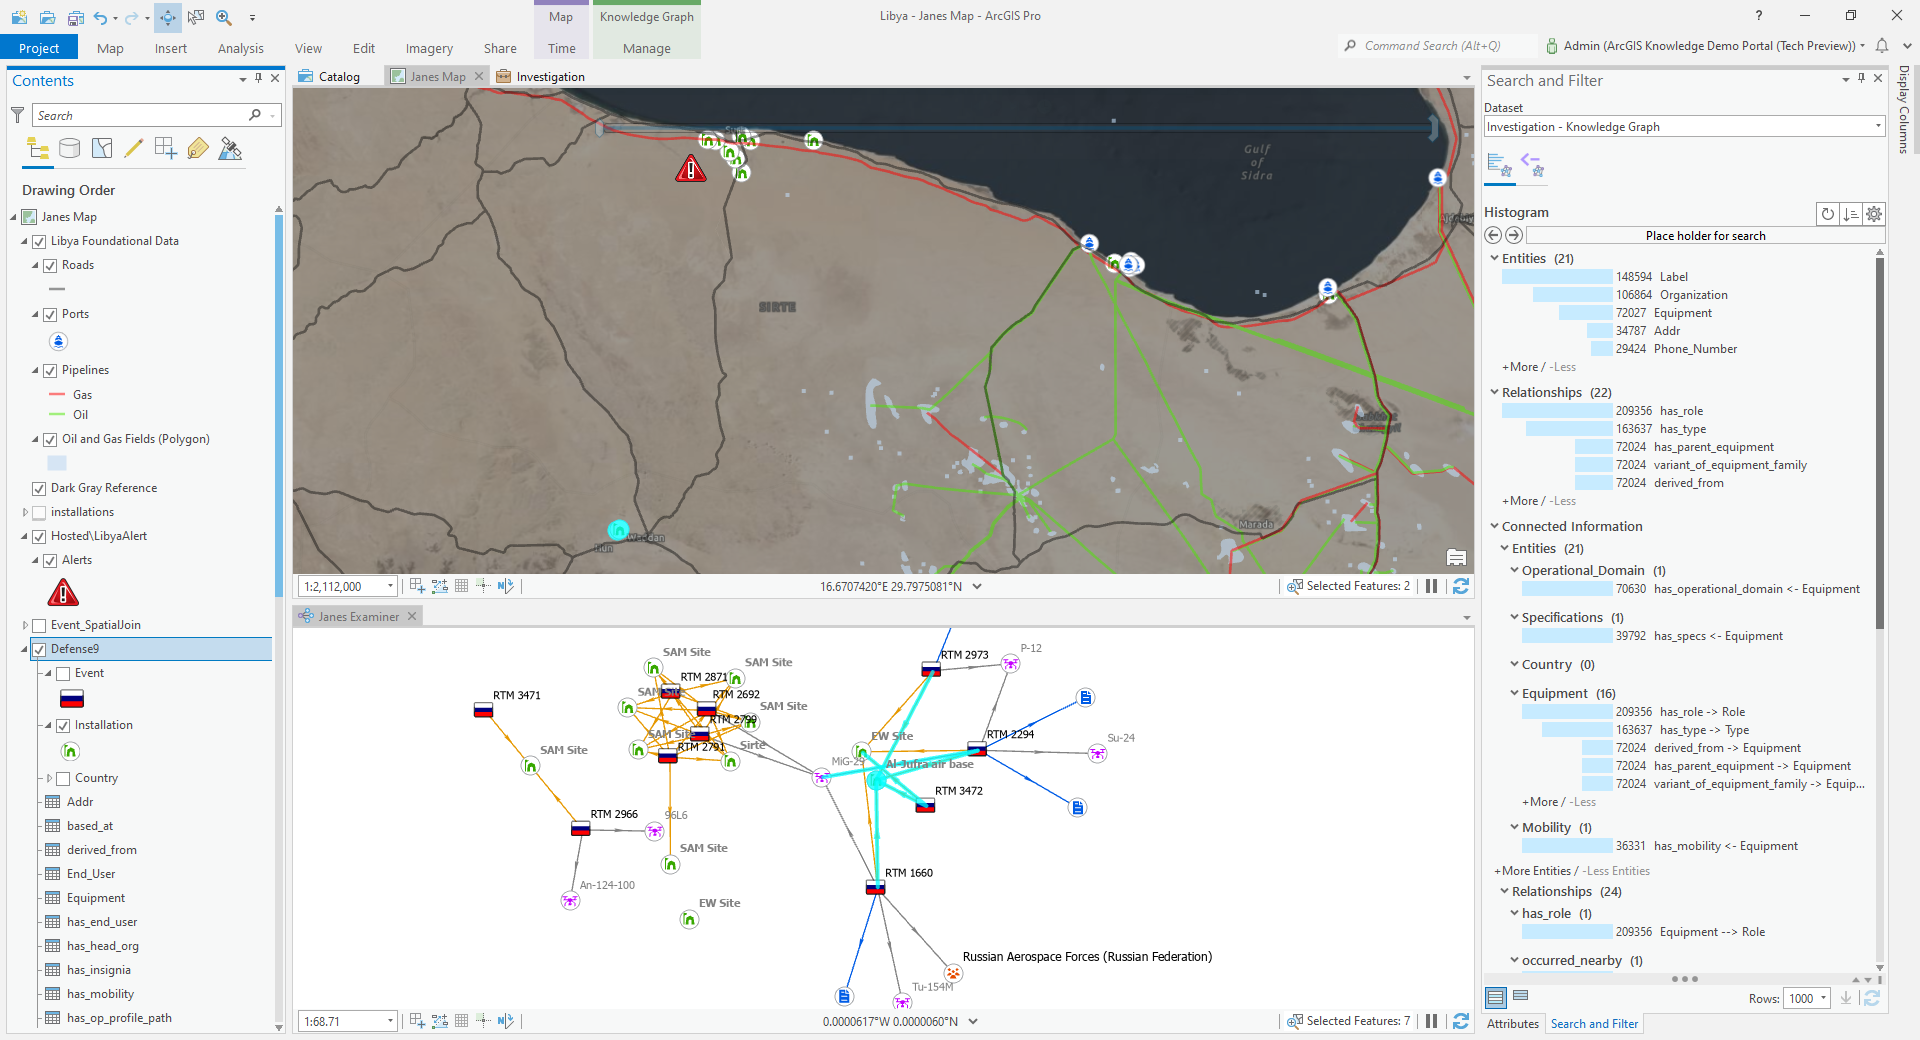 Map
Knowledge Graph
Libya - Janes Map - ArcGIS Pro
?
Project
Map
Insert
Analysis
View
Edit
Imagery
Share
Time
Manage
Command Search (Alt+Q)
Admin (ArcGIS Knowledge Demo Portal (Tech Preview))
Contents
Search
Drawing Order
Janes Map
Libya Foundational Data
Roads
Ports
Pipelines
Gas
Oil
Oil and Gas Fields (Polygon)
Dark Gray Reference
installations
Hosted\LibyaAlert
Alerts
Event_SpatialJoin
Defense9
Event
Installation
Country
Addr
based_at
derived_from
End_User
Equipment
has_end_user
has_head_org
has_insignia
has_mobility
has_op_profile_path
Catalog
Janes Map
Investigation
Gulf
of
Sidra
SIRTE
Waddan
Hun
Marada
1:2,112,000
16.6707420°E 29.7975081°N
Selected Features: 2
Janes Examiner
SAM Site
SAM Site
RTM 2973
P-12
RTM 2871
RTM 3471
SAM Site
RTM 2692
SAM Site
RTM 2799
SAM Site
RTM 2791
Sirte
SAM Site
EW Site
RTM 2294
Su-24
MiG-29
Al-Jufra air base
RTM 3472
RTM 2966
96L6
SAM Site
An-124-100
RTM 1660
EW Site
Russian Aerospace Forces (Russian Federation)
Tu-154M
1:68.71
0.0000617°W 0.0000060°N
Selected Features: 7
Search and Filter
Dataset
Investigation - Knowledge Graph
Histogram
Place holder for search
Entities (21)
148594 Label
106864 Organization
72027 Equipment
34787 Addr
29424 Phone_Number
+More / -Less
Relationships (22)
209356 has_role
163637 has_type
72024 has_parent_equipment
72024 variant_of_equipment_family
72024 derived_from
+More / -Less
Connected Information
Entities (21)
Operational_Domain (1)
70630 has_operational_domain <- Equipment
Specifications (1)
39792 has_specs <- Equipment
Country (0)
Equipment (16)
209356 has_role -> Role
163637 has_type -> Type
72024 derived_from -> Equipment
72024 has_parent_equipment -> Equipment
72024 variant_of_equipment_family -> Equip...
+More / -Less
Mobility (1)
36331 has_mobility <- Equipment
+More Entities / -Less Entities
Relationships (24)
has_role (1)
209356 Equipment --> Role
occurred_nearby (1)
Rows: 1000
Attributes
Search and Filter
Display Columns